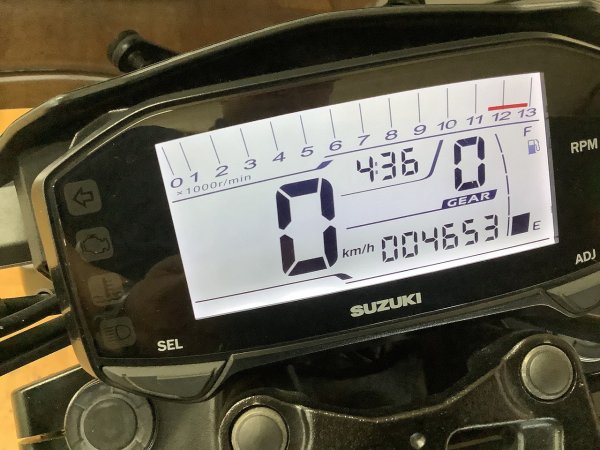 0 1 2 3 4 5 6 7 8 9 10 11 12 13
×1000r/min
4:36
0
GEAR
F
RPM
0 km/h
004653
E
ADJ
SUZUKI
SEL